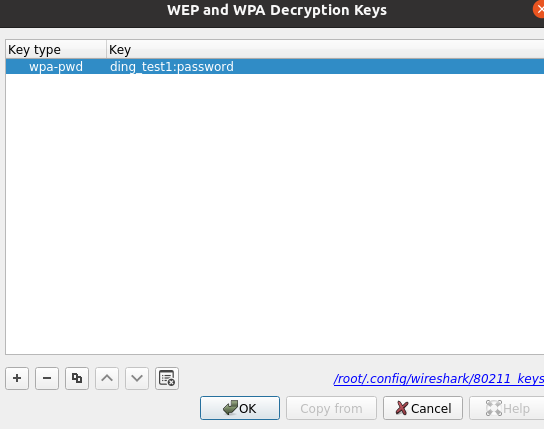 WEP and WPA Decryption Keys
Key type Key
wpa-pwd ding_test1:password
/root/.config/wireshark/80211_keys
OK Copy from Cancel Help